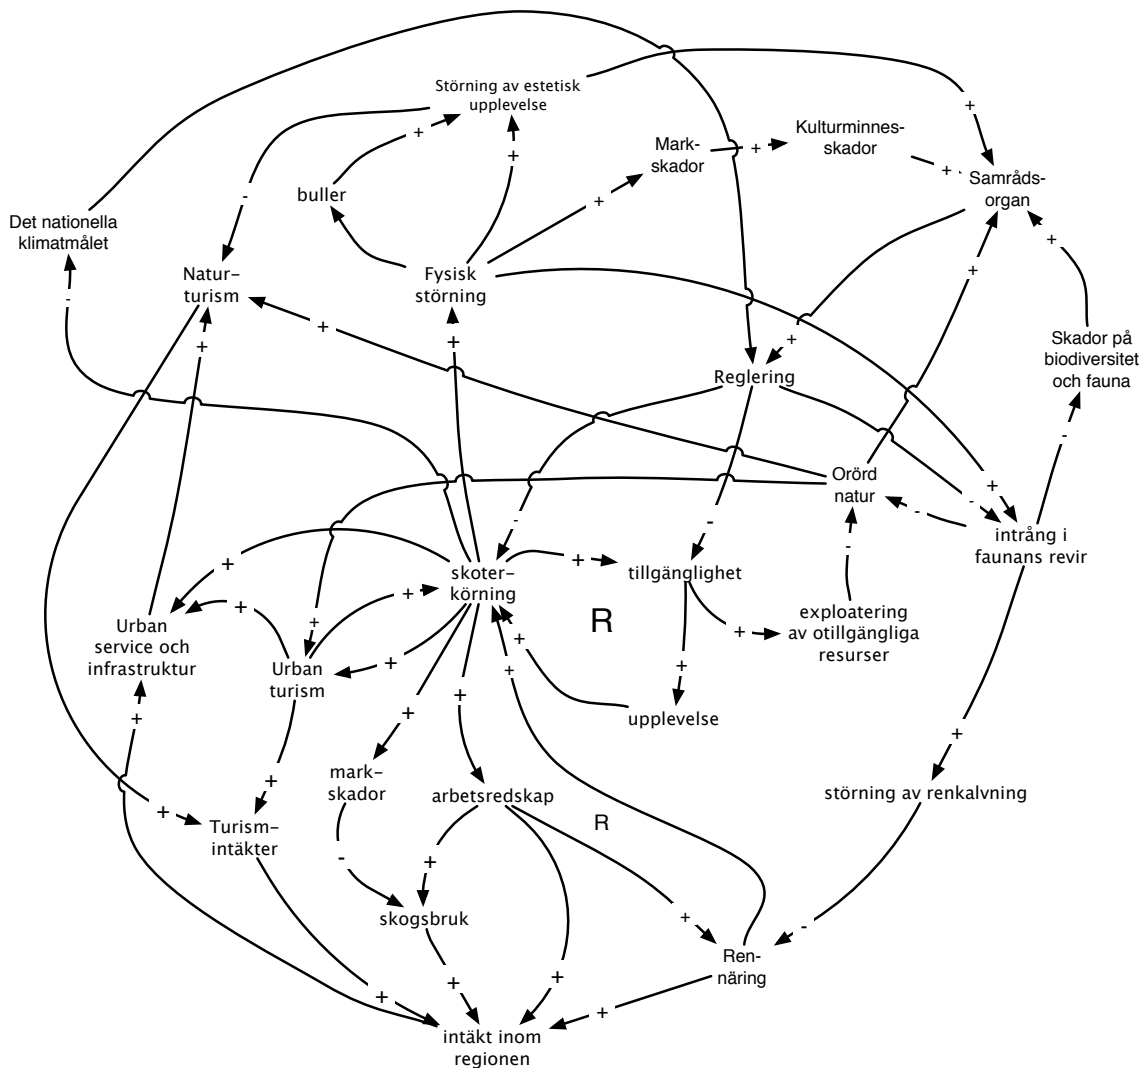 Störning av estetisk
upplevelse
+
Mark-
skador
+
Kulturminnes-
skador
+
+
+
+
Samråds-
organ
buller
-
+
Det nationella
klimatmålet
+
+
Natur-
turism
Fysisk
störning
-
+
+
+
+
Skador på
biodiversitet
och fauna
Reglering
-
Orörd
natur
+
-
-
-
-
intrång i
faunans revir
-
+
+
skoter-
körning
tillgänglighet
+
+
R
exploatering
av otillgängliga
resurser
+
+
+
Urban
service och
infrastruktur
Urban
turism
+
+
+
upplevelse
+
+
+
+
+
mark-
skador
arbetsredskap
störning av renkalvning
+
Turism-
intäkter
R
-
+
skogsbruk
+
-
Ren-
näring
+
+
+
+
intäkt inom
regionen